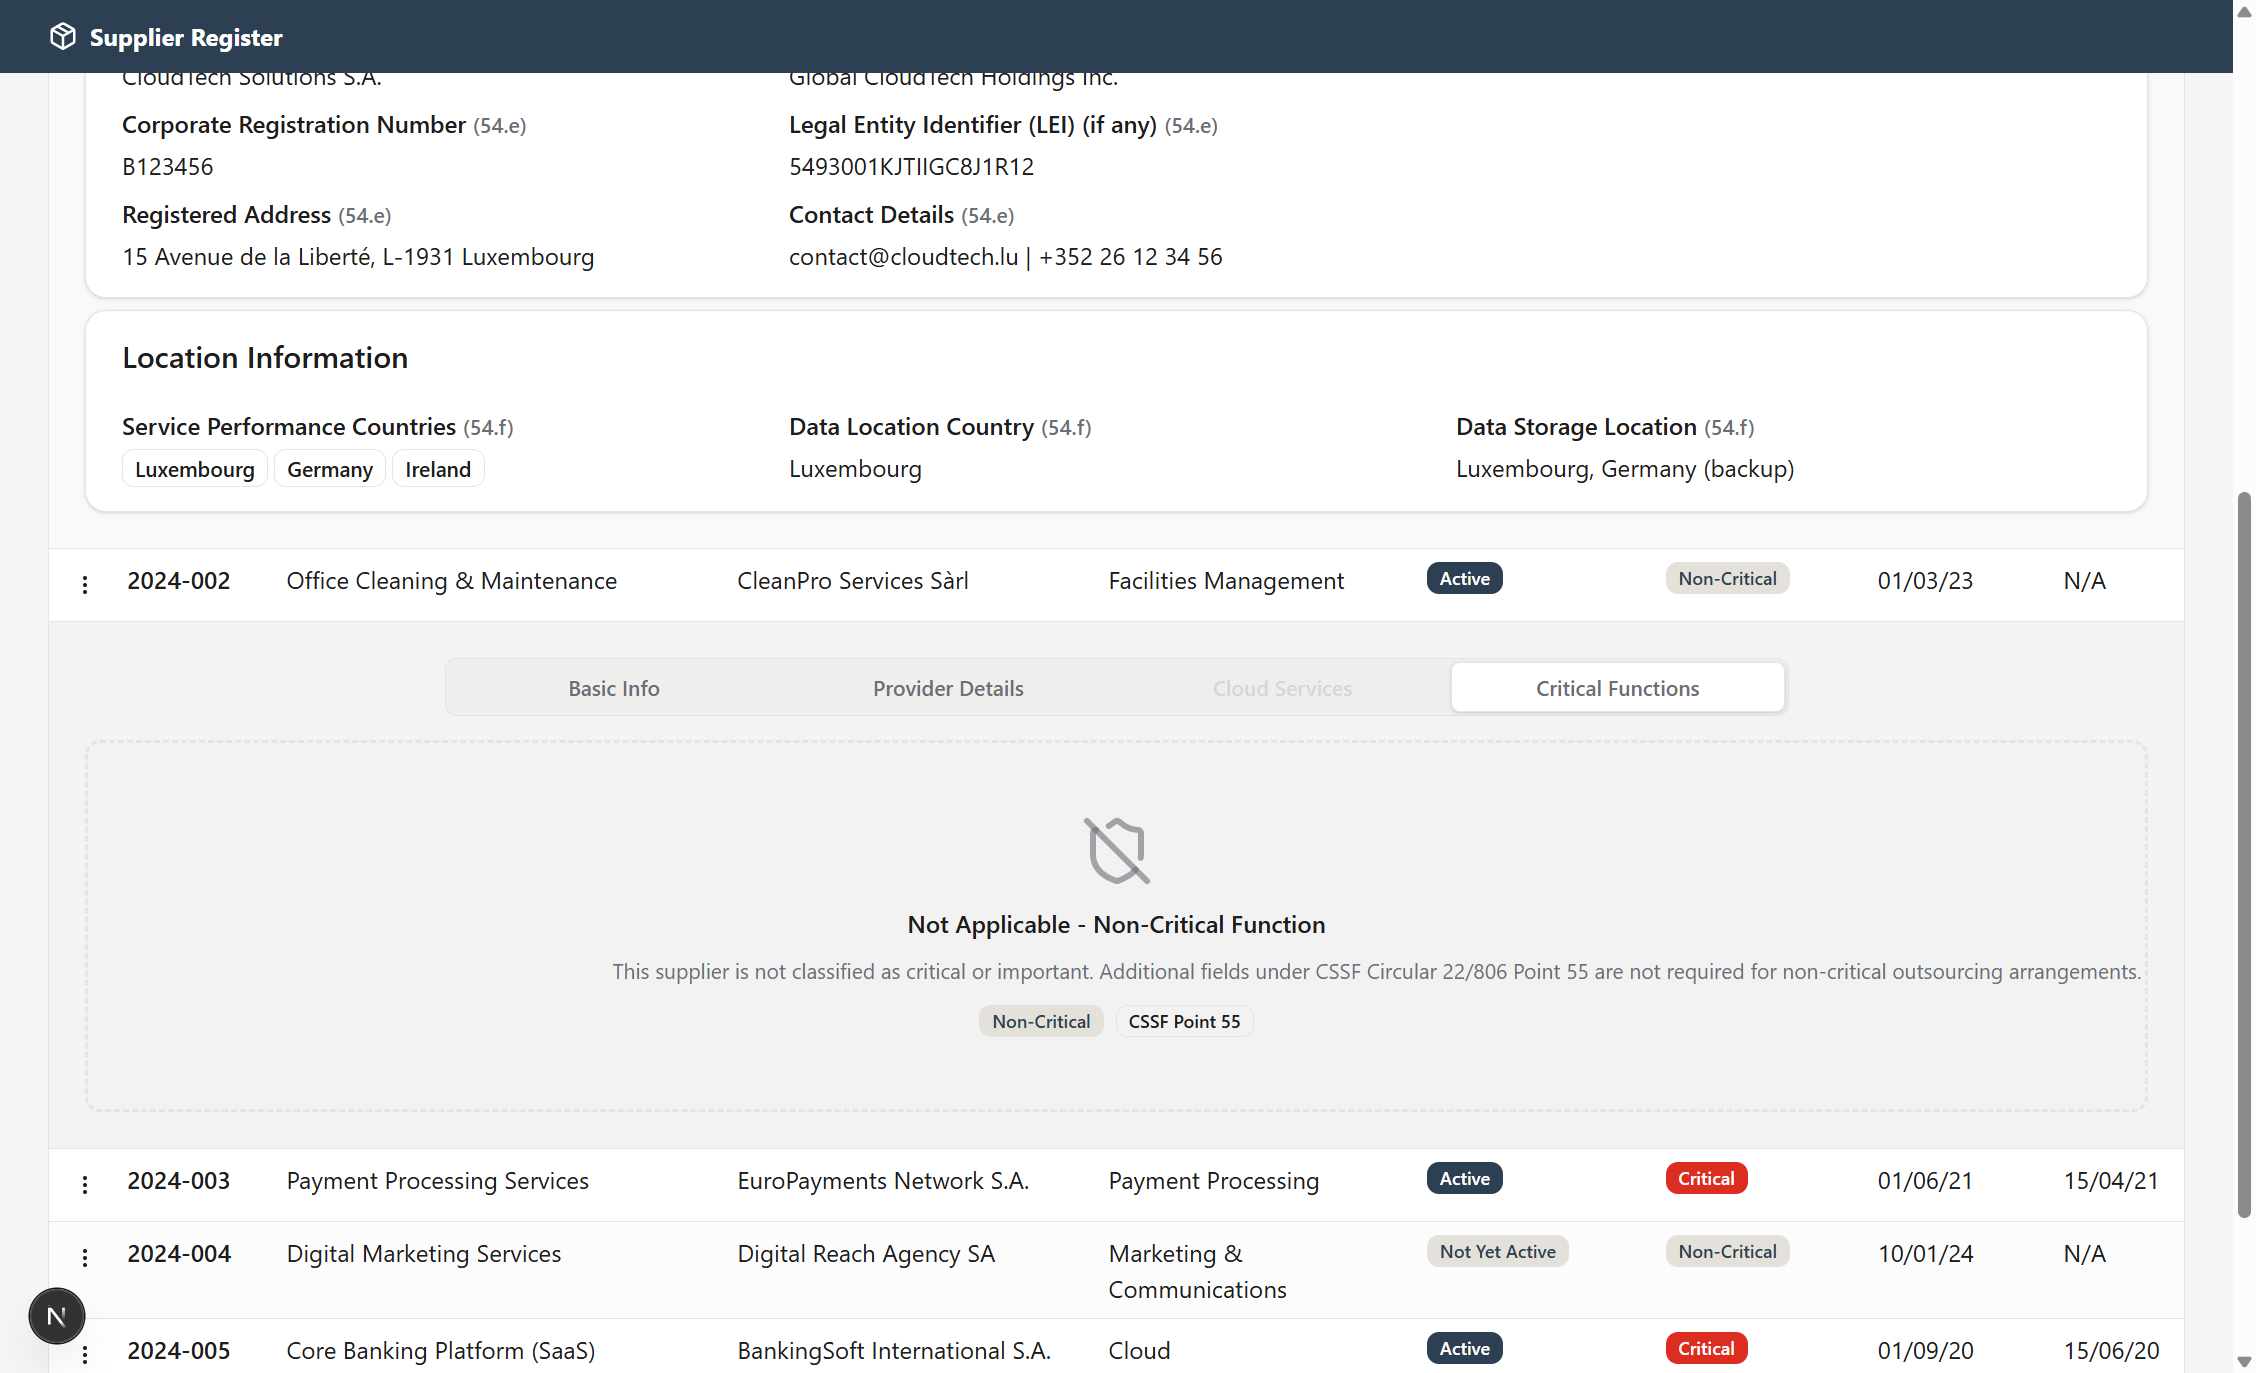 Supplier Register
CloudTech Solutions S.A. Global CloudTech Holdings Inc.
Corporate Registration Number (54.e) Legal Entity Identifier (LEI) (if any) (54.e)
B123456 5493001KJTIIGC8J1R12
Registered Address (54.e) Contact Details (54.e)
15 Avenue de la Liberté, L-1931 Luxembourg contact@cloudtech.lu | +352 26 12 34 56
Location Information
Service Performance Countries (54.f) Data Location Country (54.f) Data Storage Location (54.f)
Luxembourg Germany Ireland Luxembourg Luxembourg, Germany (backup)
2024-002 Office Cleaning & Maintenance CleanPro Services Sàrl Facilities Management Active Non-Critical 01/03/23 N/A
Basic Info Provider Details Cloud Services Critical Functions
Not Applicable - Non-Critical Function
This supplier is not classified as critical or important. Additional fields under CSSF Circular 22/806 Point 55 are not required for non-critical outsourcing arrangements.
Non-Critical CSSF Point 55
2024-003 Payment Processing Services EuroPayments Network S.A. Payment Processing Active Critical 01/06/21 15/04/21
2024-004 Digital Marketing Services Digital Reach Agency SA Marketing & Not Yet Active Non-Critical 10/01/24 N/A
Communications
N
2024-005 Core Banking Platform (SaaS) BankingSoft International S.A. Cloud Active Critical 01/09/20 15/06/20